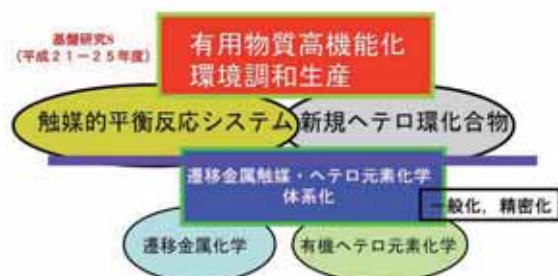 基盤研究S
(平成21-25年度)
有用物質高機能化
環境調和生産
触媒的平衡反応システム
新規ヘテロ環化合物
遷移金属触媒・ヘテロ元素化学
体系化
一般化, 精密化
遷移金属化学
有機ヘテロ元素化学